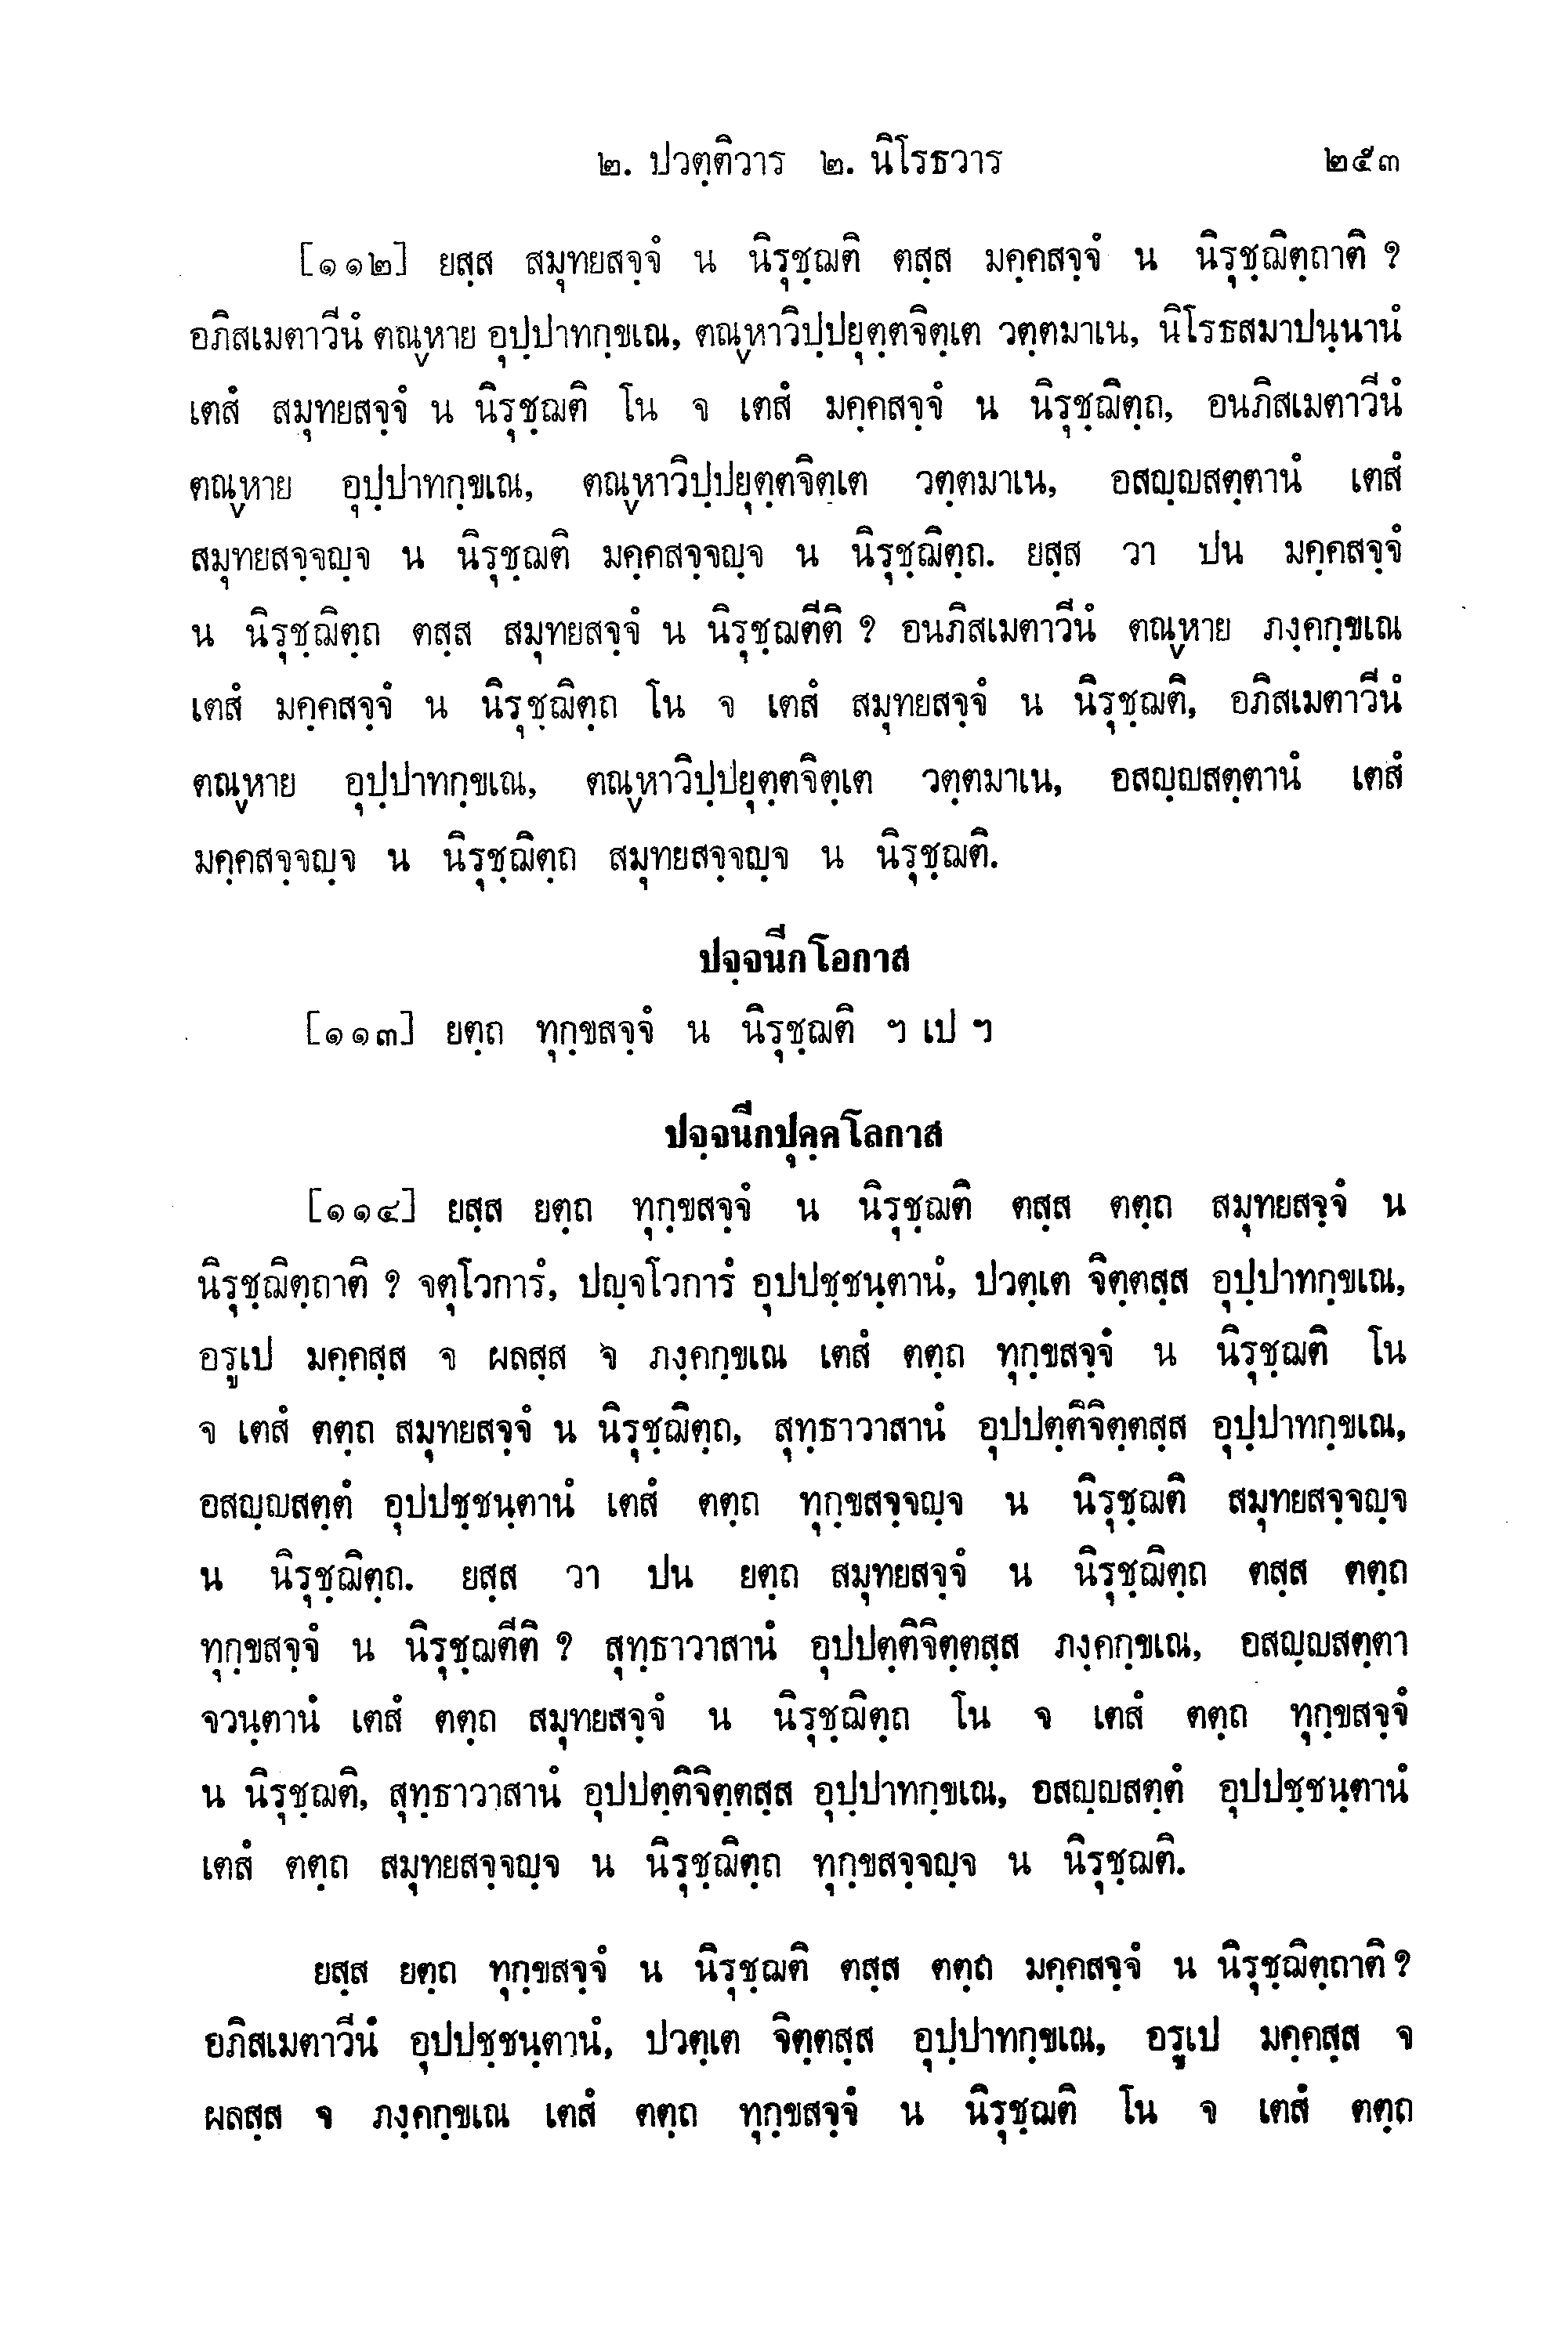 ๒. ปวตฺติวาร ๒. นิโรธวาร ๒๕๓
[๑๑๒] ยสฺส สมุทยสจฺจํ น นิรุชฺฌติ ตสฺส มคฺคสจฺจํ น นิรุชฺฌิตฺถาติ ?
อภิสเมตาวีนํ ตณฺหาย อุปฺปาทกฺขเณ, ตณฺหาวิปฺปยุตฺตจิตฺเต วตฺตมาเน, นิโรธสมาปนฺนานํ
เตสํ สมุทยสจฺจํ น นิรุชฺฌติ โน จ เตสํ มคฺคสจฺจํ น นิรุชฺฌิตฺถ, อนภิสเมตาวีนํ
ตณฺหาย อุปฺปาทกฺขเณ, ตณฺหาวิปฺปยุตฺตจิตฺเต วตฺตมาเน, อสญฺญสตฺตานํ เตสํ
สมุทยสจฺจญฺจ น นิรุชฺฌติ มคฺคสจฺจญฺจ น นิรุชฺฌิตฺถ. ยสฺส วา ปน มคฺคสจฺจํ
น นิรุชฺฌิตฺถ ตสฺส สมุทยสจฺจํ น นิรุชฺฌตีติ ? อนภิสเมตาวีนํ ตณฺหาย ภงฺคกฺขเณ
เตสํ มคฺคสจฺจํ น นิรุชฺฌิตฺถ โน จ เตสํ สมุทยสจฺจํ น นิรุชฺฌติ, อภิสเมตาวีนํ
ตณฺหาย อุปฺปาทกฺขเณ, ตณฺหาวิปฺปยุตฺตจิตฺเต วตฺตมาเน, อสญฺญสตฺตานํ เตสํ
มคฺคสจฺจญฺจ น นิรุชฺฌิตฺถ สมุทยสจฺจญฺจ น นิรุชฺฌติ.
ปจฺจนีกโอกาส
[๑๑๓] ยตฺถ ทุกฺขสจฺจํ น นิรุชฺฌติ ฯ เป ฯ
ปจฺจนีกปุคฺคโลกาส
[๑๑๔] ยสฺส ยตฺถ ทุกฺขสจฺจํ น นิรุชฺฌติ ตสฺส ตตฺถ สมุทยสจฺจํ น
นิรุชฺฌิตฺถาติ ? จตุโวการํ, ปญฺจโวการํ อุปปชฺชนฺตานํ, ปวตฺเต จิตฺตสฺส อุปฺปาทกฺขเณ,
อรูเป มคฺคสฺส จ ผลสฺส จ ภงฺคกฺขเณ เตสํ ตตฺถ ทุกฺขสจฺจํ น นิรุชฺฌติ โน
จ เตสํ ตตฺถ สมุทยสจฺจํ น นิรุชฺฌิตฺถ, สุทฺธาวาสานํ อุปปตฺติจิตฺตสฺส อุปฺปาทกฺขเณ,
อสญฺญสตฺตํ อุปปชฺชนฺตานํ เตสํ ตตฺถ ทุกฺขสจฺจญฺจ น นิรุชฺฌติ สมุทยสจฺจญฺจ
น นิรุชฺฌิตฺถ. ยสฺส วา ปน ยตฺถ สมุทยสจฺจํ น นิรุชฺฌิตฺถ ตสฺส ตตฺถ
ทุกฺขสจฺจํ น นิรุชฺฌตีติ ? สุทฺธาวาสานํ อุปปตฺติจิตฺตสฺส ภงฺคกฺขเณ, อสญฺญสตฺตา
จวนฺตานํ เตสํ ตตฺถ สมุทยสจฺจํ น นิรุชฺฌิตฺถ โน จ เตสํ ตตฺถ ทุกฺขสจฺจํ
น นิรุชฺฌติ, สุทฺธาวาสานํ อุปปตฺติจิตฺตสฺส อุปฺปาทกฺขเณ, อสญฺญสตฺตํ อุปปชฺชนฺตานํ
เตสํ ตตฺถ สมุทยสจฺจญฺจ น นิรุชฺฌิตฺถ ทุกฺขสจฺจญฺจ น นิรุชฺฌติ.
ยสฺส ยตฺถ ทุกฺขสจฺจํ น นิรุชฺฌติ ตสฺส ตตฺถ มคฺคสจฺจํ น นิรุชฺฌิตฺถาติ ?
อภิสเมตาวีนํ อุปปชฺชนฺตานํ, ปวตฺเต จิตฺตสฺส อุปฺปาทกฺขเณ, อรูเป มคฺคสฺส จ
ผลสฺส จ ภงฺคกฺขเณ เตสํ ตตฺถ ทุกฺขสจฺจํ น นิรุชฺฌติ โน จ เตสํ ตตฺถ